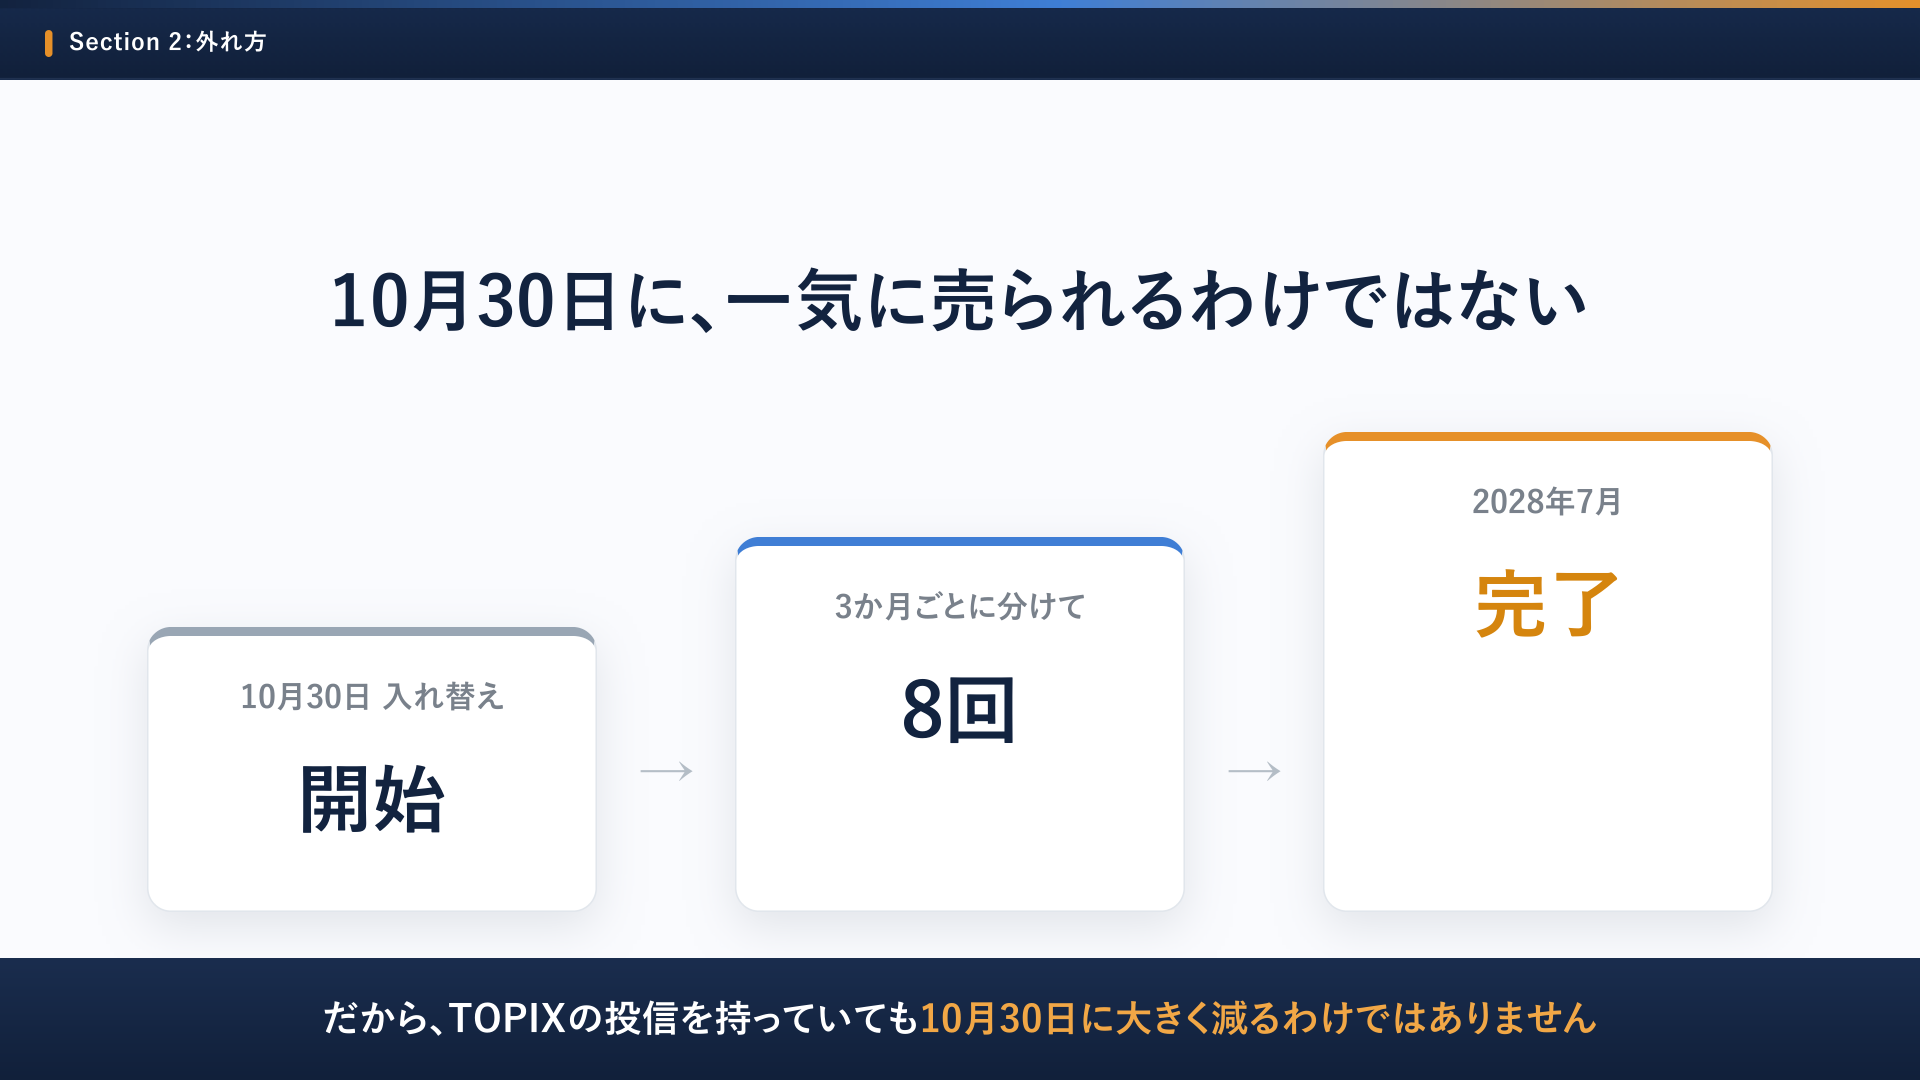 Section 2：外れ方
10月30日に、一気に売られるわけではない
10月30日 入れ替え
開始
→
3か月ごとに分けて
8回
→
2028年7月
完了
だから、TOPIXの投信を持っていても10月30日に大きく減るわけではありません